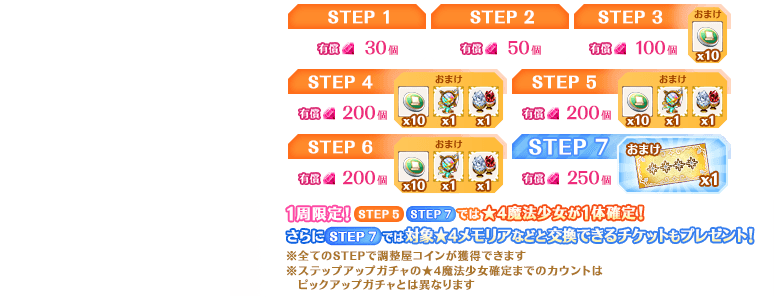 STEP 1 STEP 2 STEP 3 おまけ
有償 30個 有償 50個 有償 100個 x10
STEP 4 おまけ STEP 5 おまけ
有償 200個 x10 x1 x1 有償 200個 x10 x1 x1
STEP 6 おまけ STEP 7 おまけ
有償 200個 x10 x1 x1 有償 250個 x1
1周限定! STEP 5 STEP 7 では★4魔法少女が1体確定!
さらに STEP 7 では対象★4メモリアなどと交換できるチケットもプレゼント!
※全てのSTEPで調整屋コインが獲得できます
※ステップアップガチャの★4魔法少女確定までのカウントは
ピックアップガチャとは異なります